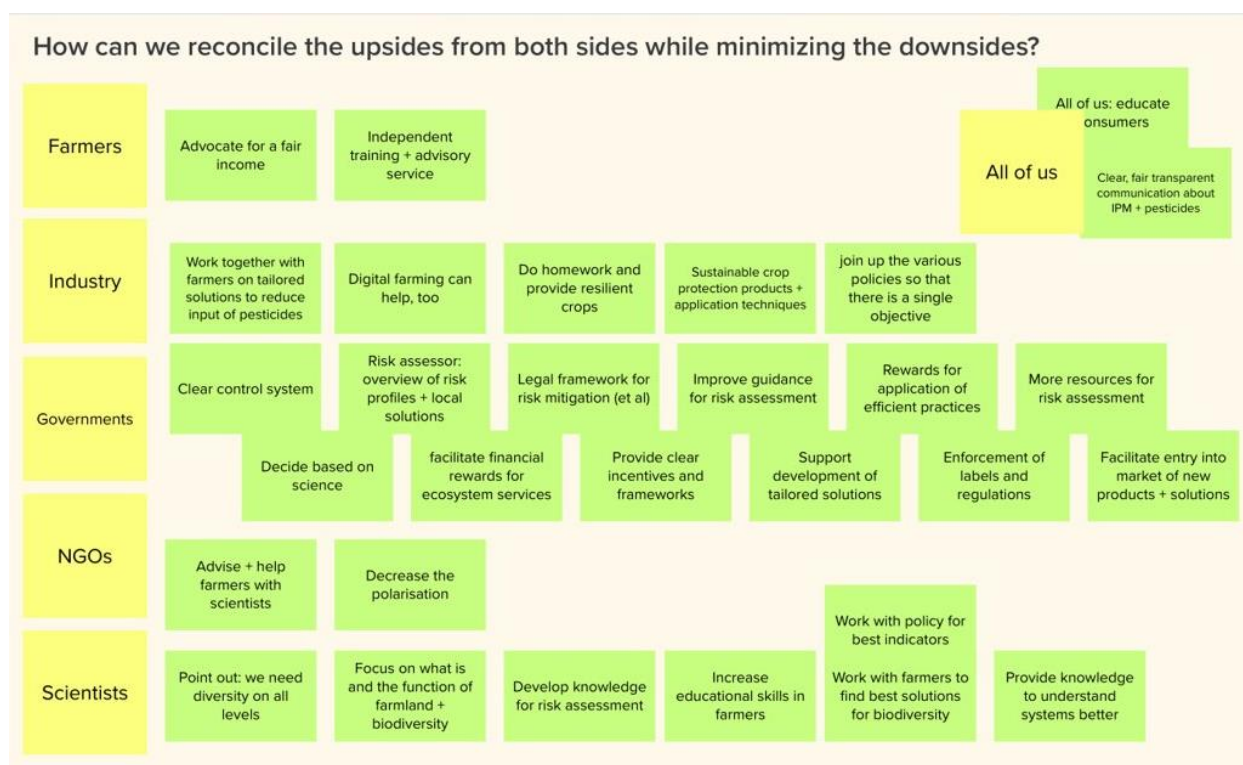 How can we reconcile the upsides from both sides while minimizing the downsides?
Farmers
Advocate for a fair
income
Independent
training + advisory
service
All of us
All of us: educate
onsumers
Clear, fair transparent
communication about
IPM + pesticides
Industry
Work together with
farmers on tailored
solutions to reduce
input of pesticides
Digital farming can
help, too
Do homework and
provide resilient
crops
Sustainable crop
protection products +
application techniques
join up the various
policies so that
there is a single
objective
Governments
Clear control system
Risk assessor:
overview of risk
profiles + local
solutions
Legal framework for
risk mitigation (et al)
Improve guidance
for risk assessment
Rewards for
application of
efficient practices
More resources for
risk assessment
Decide based on
science
facilitate financial
rewards for
ecosystem services
Provide clear
incentives and
frameworks
Support
development of
tailored solutions
Enforcement of
labels and
regulations
Facilitate entry into
market of new
products + solutions
NGOs
Advise + help
farmers with
scientists
Decrease the
polarisation
Scientists
Point out: we need
diversity on all
levels
Focus on what is
and the function of
farmland +
biodiversity
Develop knowledge
for risk assessment
Increase
educational skills in
farmers
Work with policy for
best indicators
Work with farmers to
find best solutions
for biodiversity
Provide knowledge
to understand
systems better